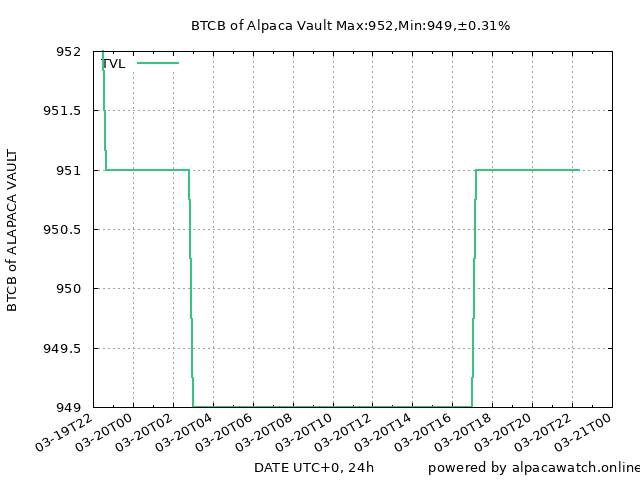 BTCB of Alpaca Vault Max:952,Min:949,±0.31%
TVL
952
951.5
951
950.5
950
949.5
949
BTCB of ALAPACA VAULT
03-19T22
03-20T00
03-20T02
03-20T04
03-20T06
03-20T08
03-20T10
03-20T12
03-20T14
03-20T16
03-20T18
03-20T20
03-20T22
03-21T00
DATE UTC+0, 24h
powered by alpacawatch.online